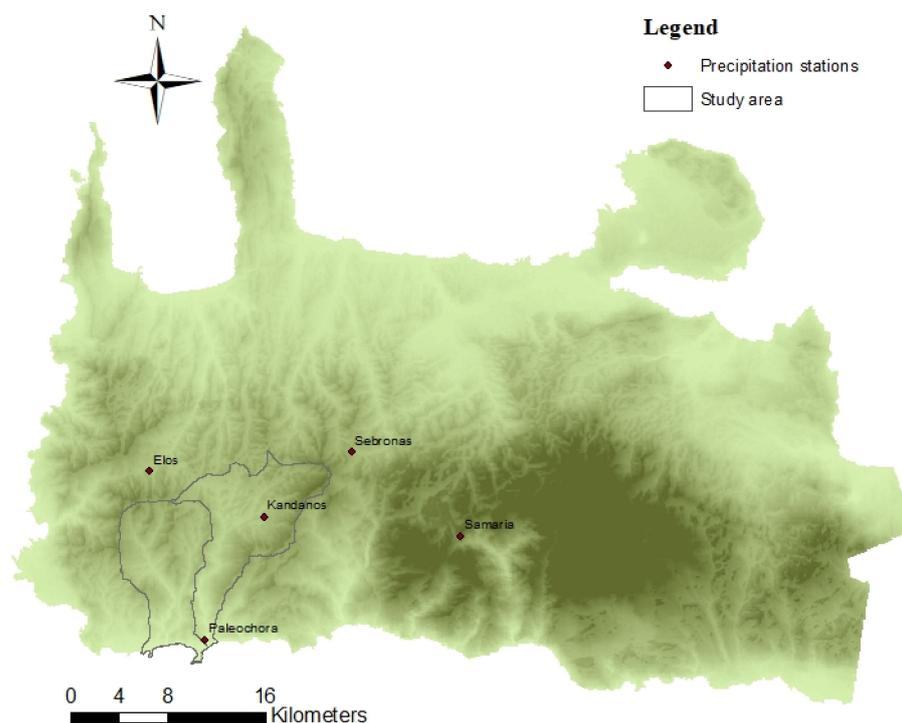 N
Legend
Precipitation stations
Study area
Sebronas
Elos
Kandanos
Samaria
Paleochora
0 4 8 16
Kilometers